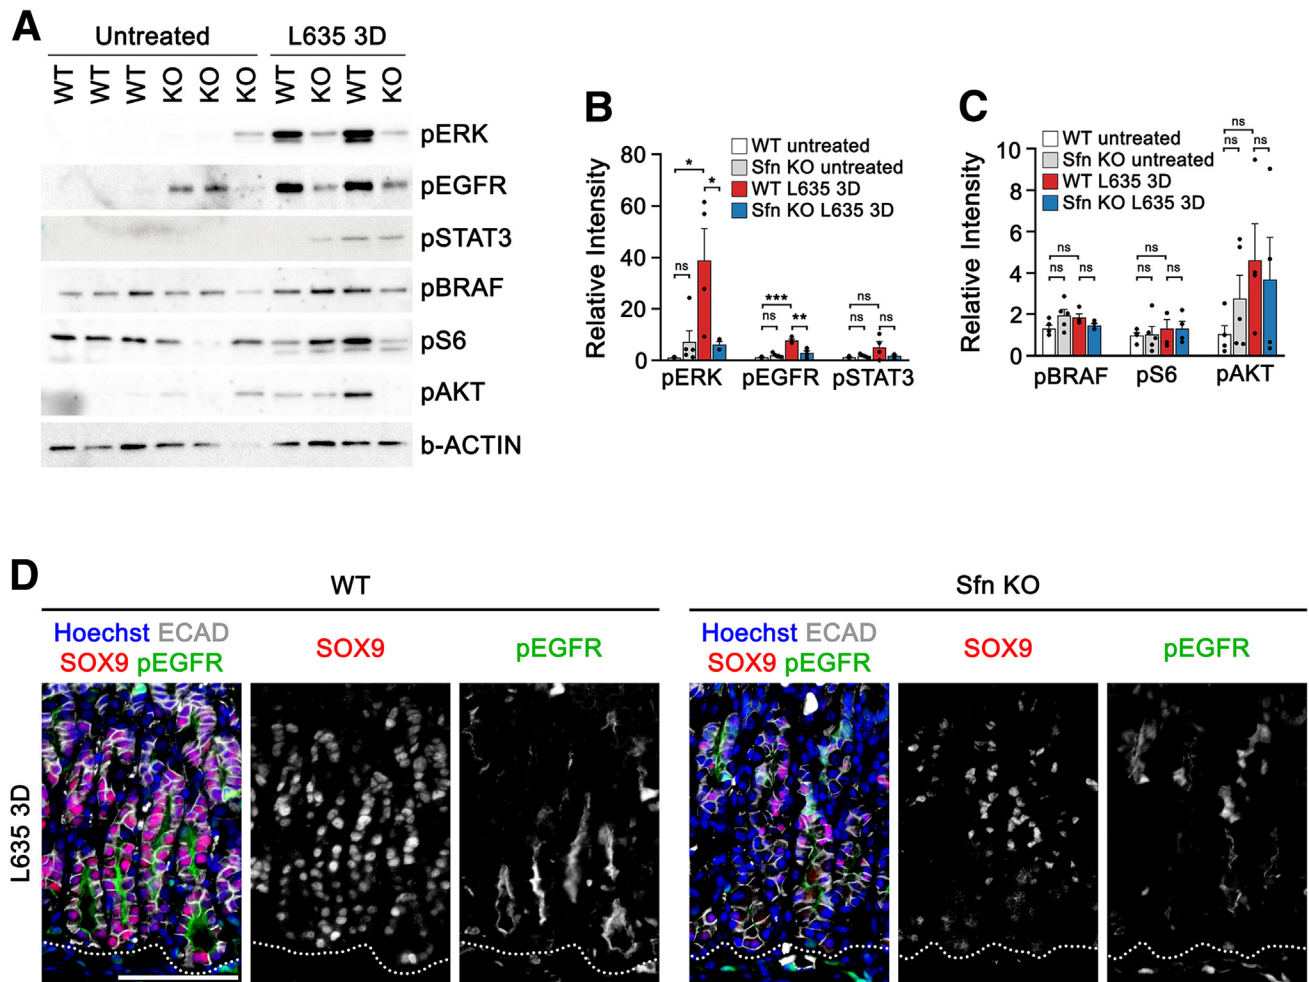 A
Untreated L635 3D
WT WT WT KO KO KO WT KO WT KO
pERK
pEGFR
pSTAT3
pBRAF
pS6
pAKT
b-ACTIN
B
WT untreated
Sfn KO untreated
WT L635 3D
Sfn KO L635 3D
Relative Intensity
80
60
40
20
0
* *
ns
*** ns **
ns ns ns
pERK pEGFR pSTAT3
C
WT untreated
Sfn KO untreated
WT L635 3D
Sfn KO L635 3D
Relative Intensity
10
8
6
4
2
0
ns ns ns
ns ns ns
ns ns ns
pBRAF pS6 pAKT
D
WT Sfn KO
Hoechst ECAD
SOX9 pEGFR
SOX9
pEGFR
Hoechst ECAD
SOX9 pEGFR
SOX9
pEGFR
L635 3D